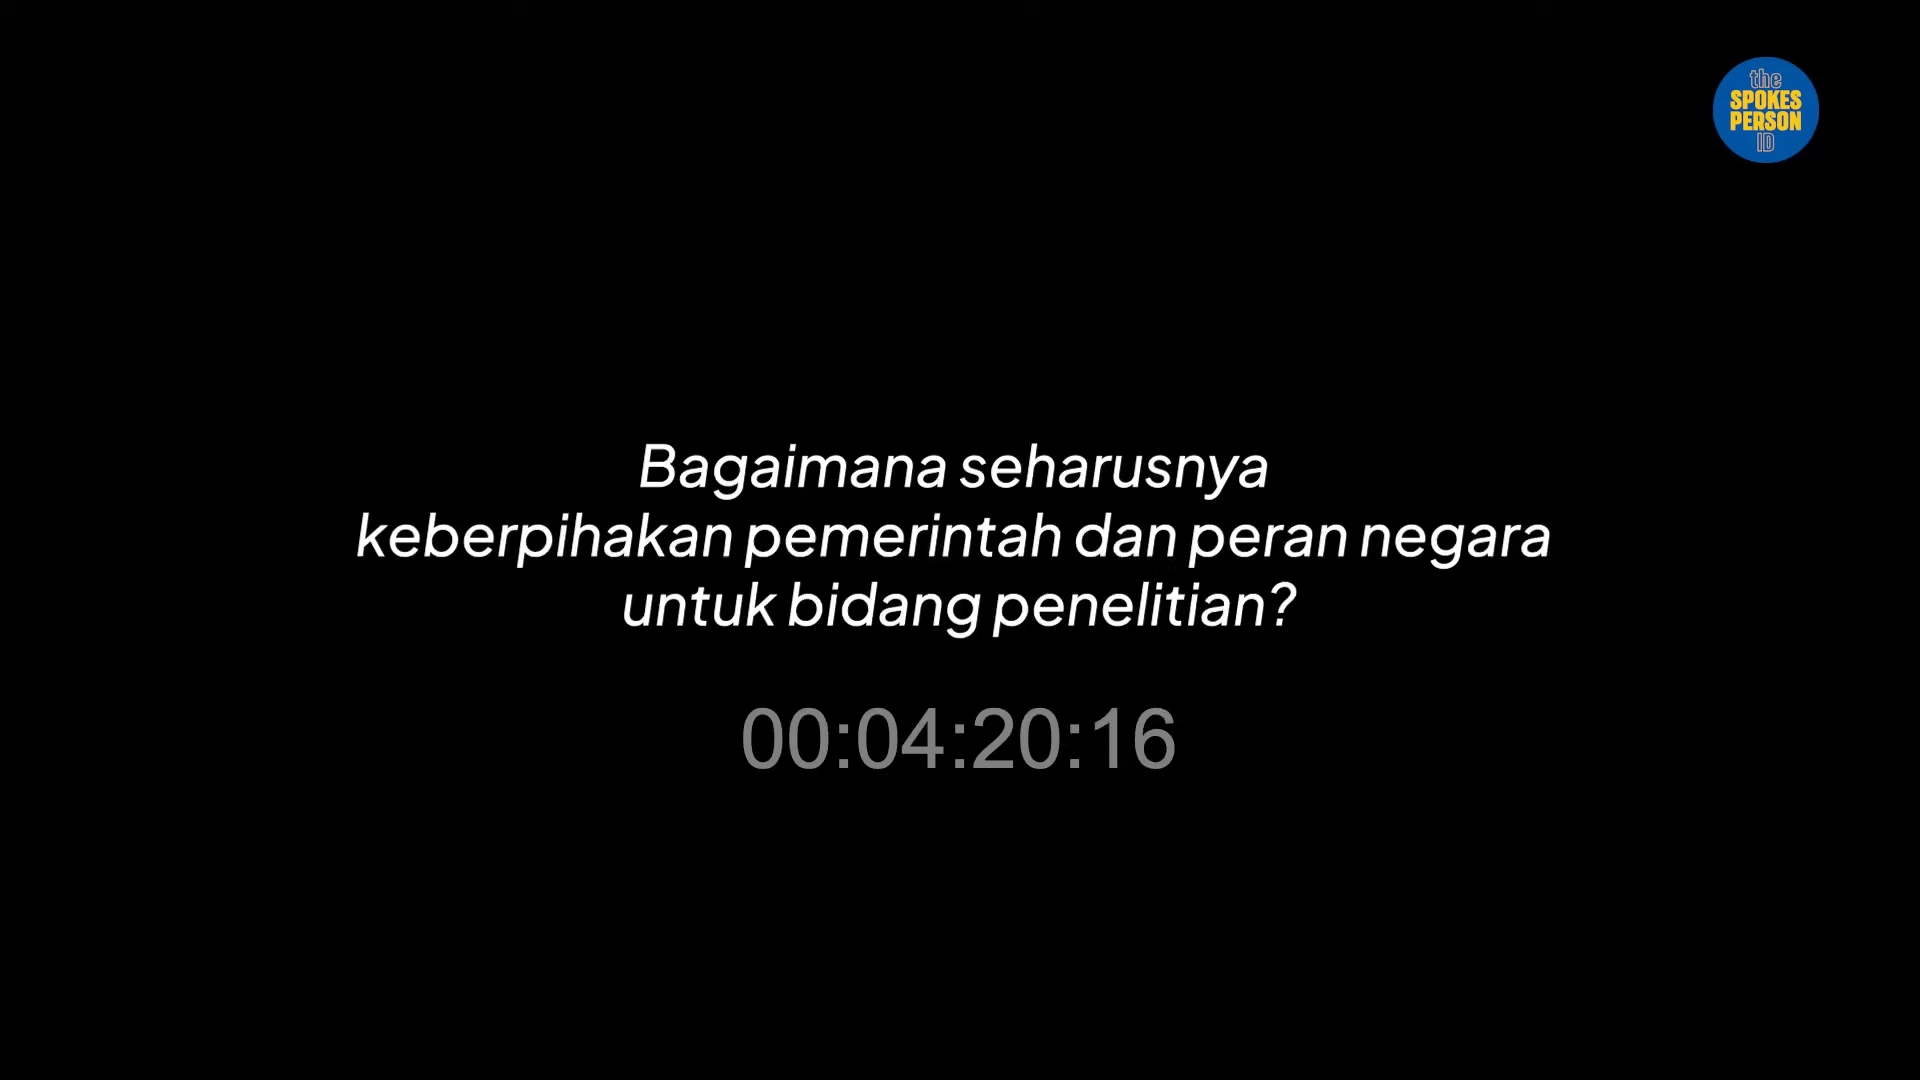 the
SPOKES
PERSON
ID
Bagaimana seharusnya
keberpihakan pemerintah dan peran negara
untuk bidang penelitian?
00:04:20:16